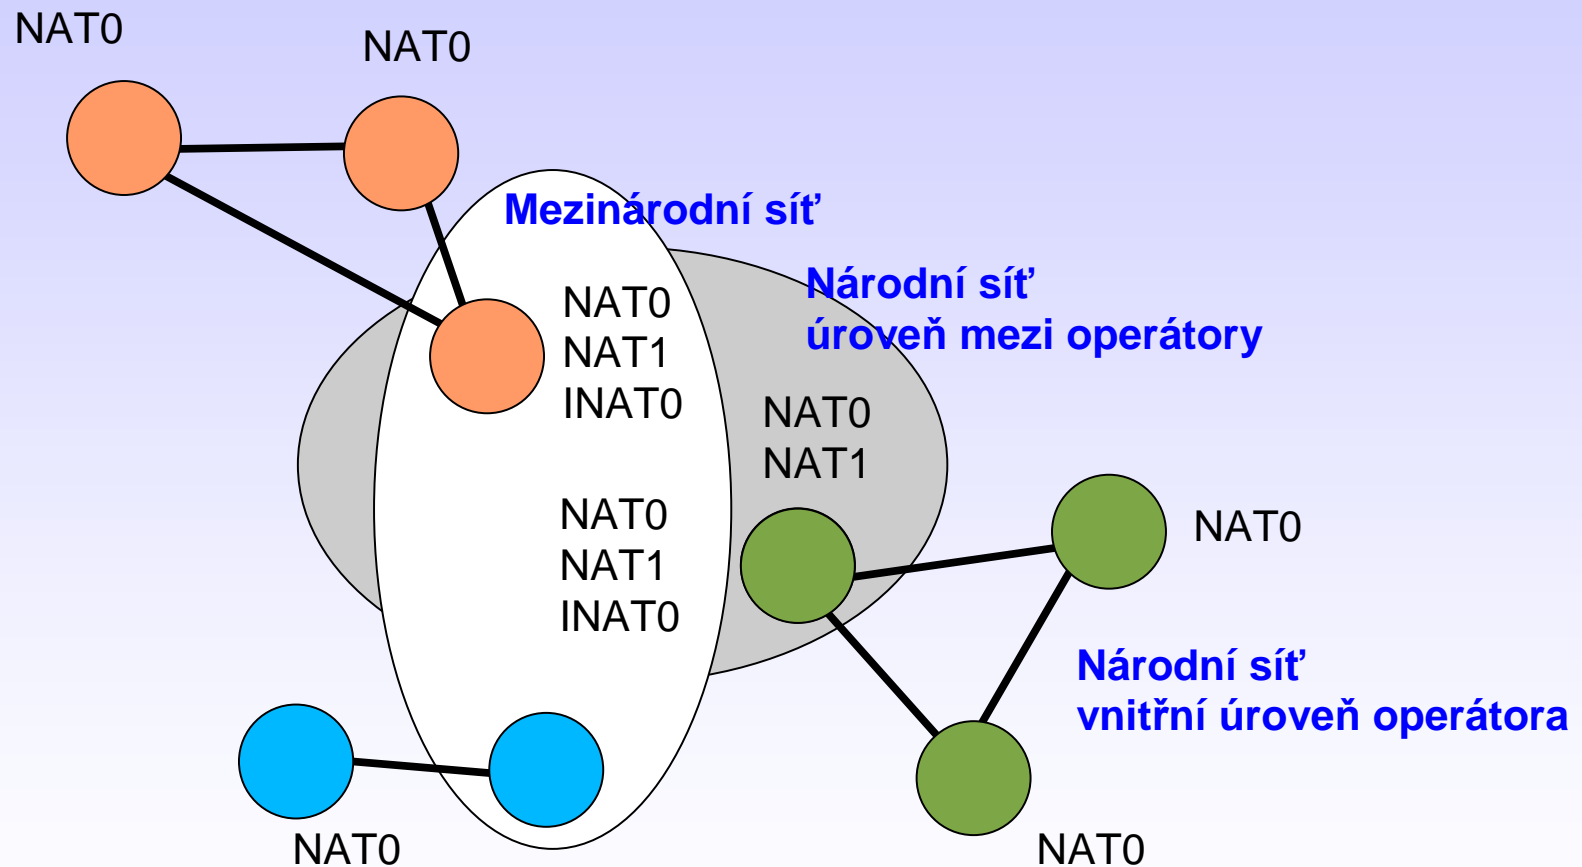 NAT0
NAT0
Mezinárodní síť
Národní síť
úroveň mezi operátory
NAT0
NAT1
INAT0
NAT0
NAT1
NAT0
NAT1
INAT0
NAT0
Národní síť
vnitřní úroveň operátora
NAT0
NAT0